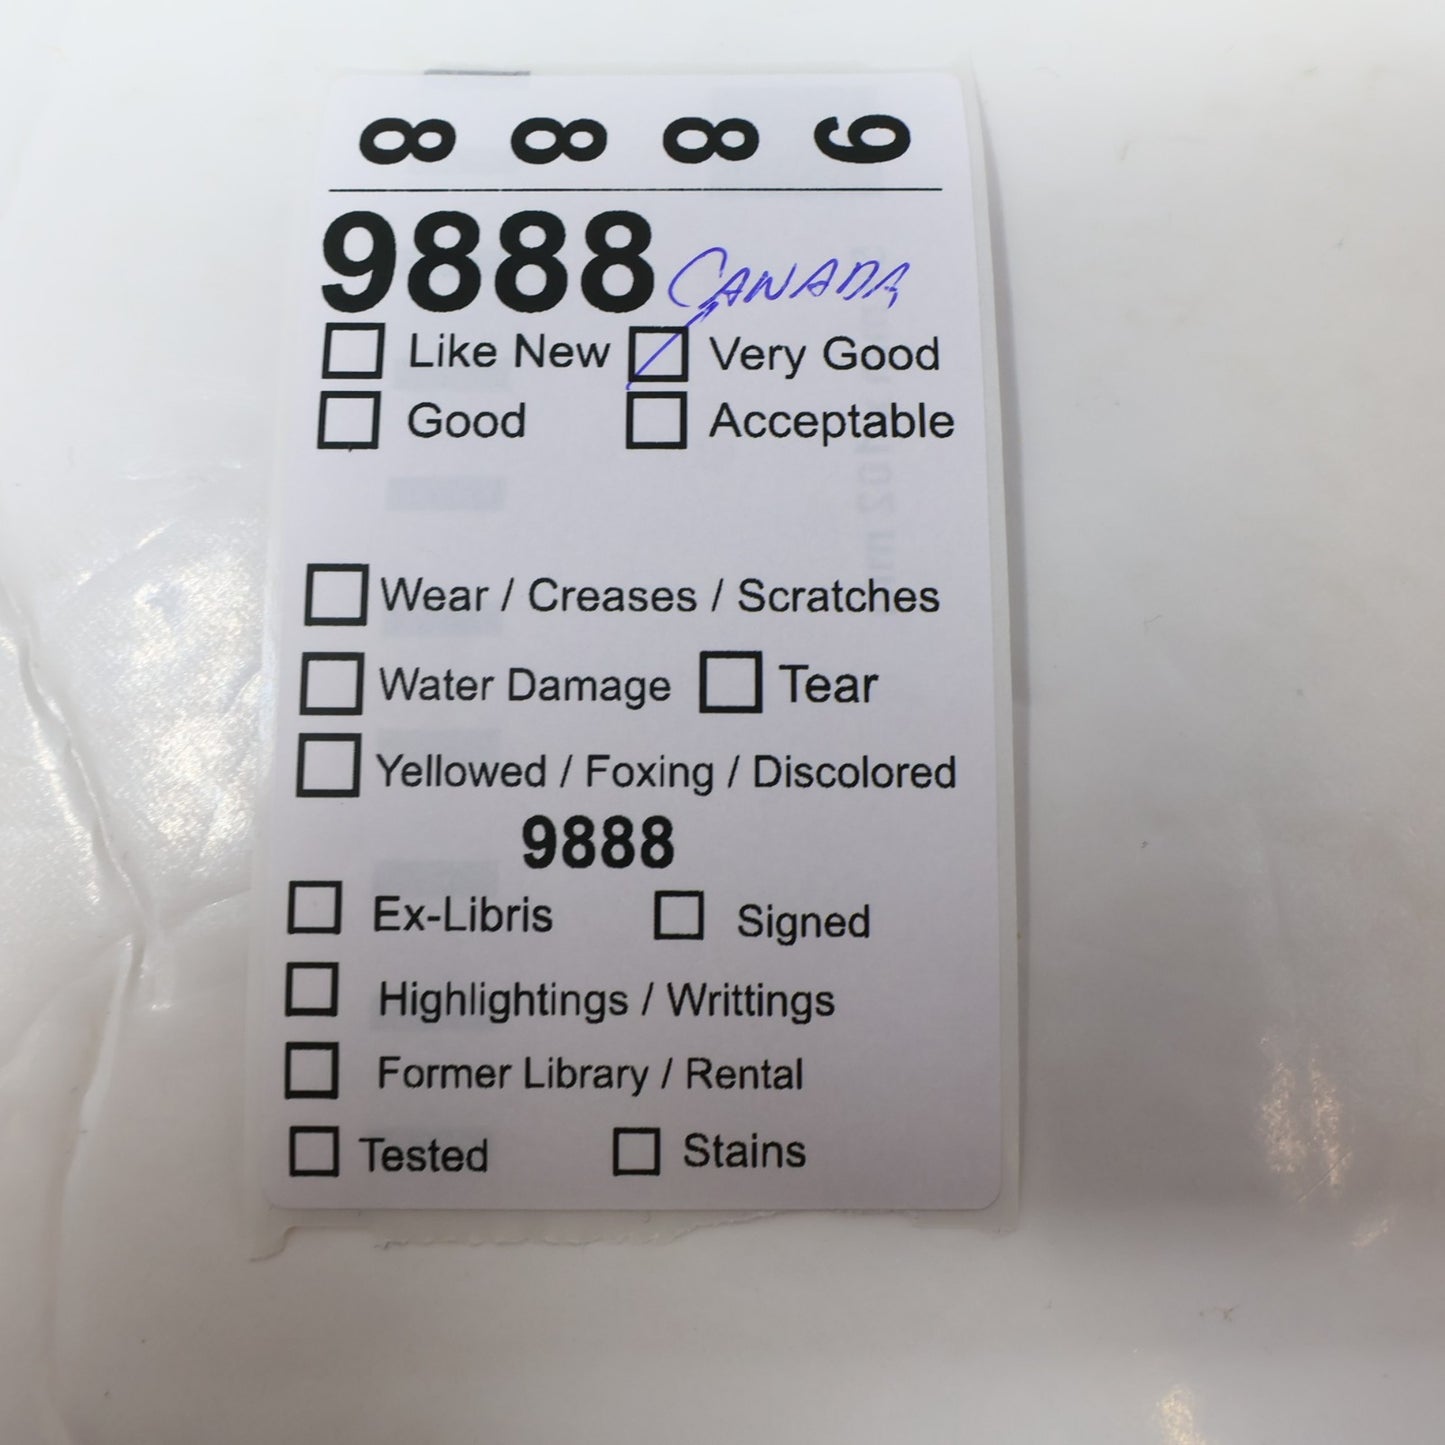 8 8 8 9
9888 CANADA
Like New Very Good
Good Acceptable
Wear / Creases / Scratches
Water Damage Tear
Yellowed / Foxing / Discolored
9888
Ex-Libris Signed
Highlightings / Writtings
Former Library / Rental
Tested Stains